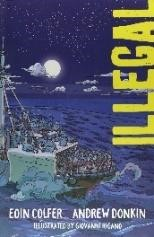 ILLEGAL
EOIN COLFER ANDREW DONKIN
ILLUSTRATED BY GIOVANNI RIGANO